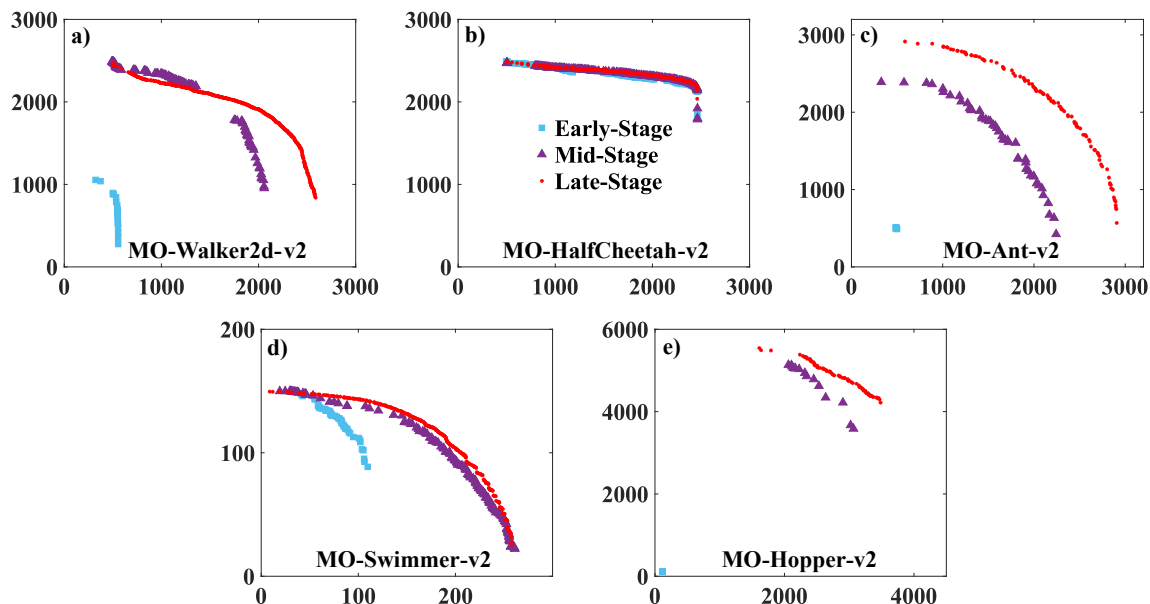 a)
3000
2000
1000
0
0 1000 2000 3000
MO-Walker2d-v2
b)
3000
2000
1000
0
0 1000 2000 3000
Early-Stage
Mid-Stage
Late-Stage
MO-HalfCheetah-v2
c)
3000
2000
1000
0
0 1000 2000 3000
MO-Ant-v2
d)
200
100
0
0 100 200
MO-Swimmer-v2
e)
6000
4000
2000
0
0 2000 4000
MO-Hopper-v2